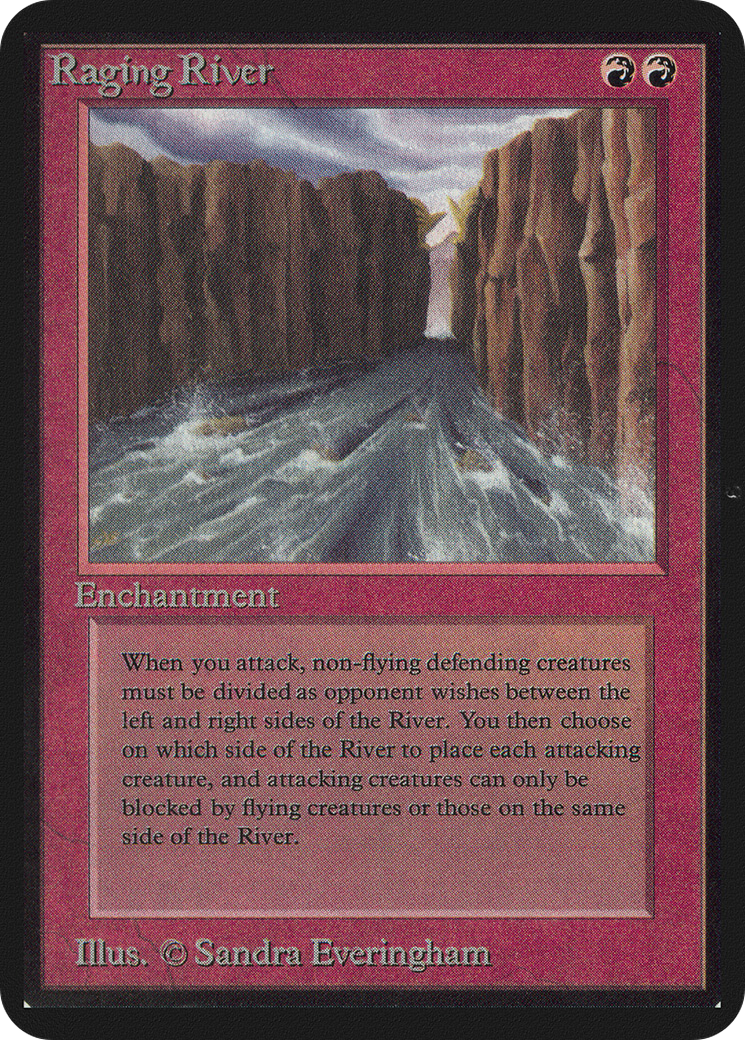 Raging River
Enchantment
When you attack, non-flying defending creatures
must be divided as opponent wishes between the
left and right sides of the River. You then choose
on which side of the River to place each attacking
creature, and attacking creatures can only be
blocked by flying creatures or those on the same
side of the River.
Illus. © Sandra Everingham